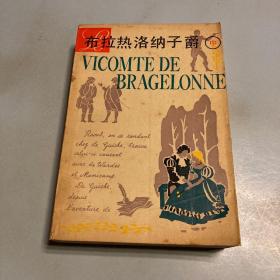 布拉热洛纳子爵
VICOMTE DE
BRAGELONNE
Raoul, en se rendant
chez de Guiche, trouva
celui-ci causant
avec de Wardes
et Manicamp.
De Guiche,
depuis
l'aventure de